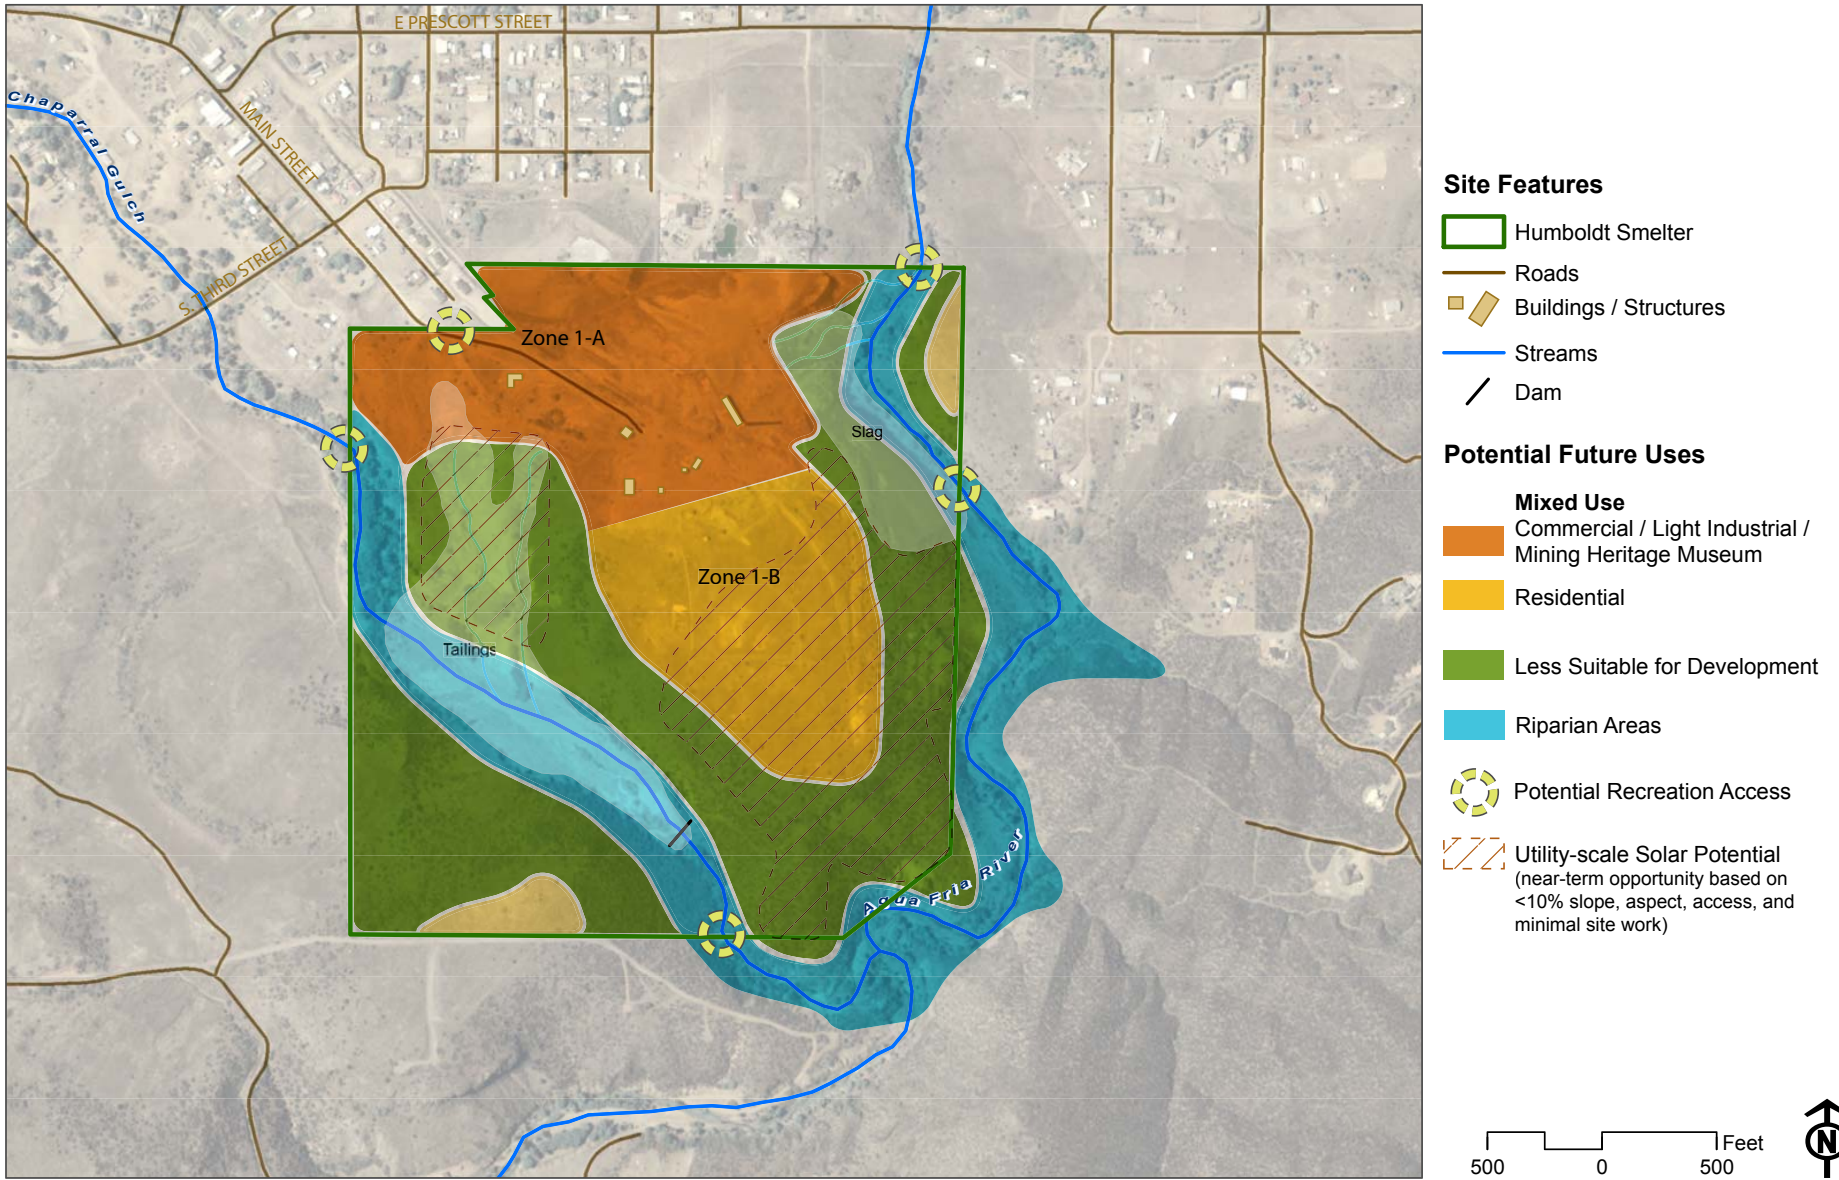 E PRESCOTT STREET
Chaparral Gulch
MAIN STREET
S. THIRD STREET
Zone 1-A
Slag
Zone 1-B
Tailings
Agua Fria River
Site Features
Humboldt Smelter
Roads
Buildings / Structures
Streams
Dam
Potential Future Uses
Mixed Use
Commercial / Light Industrial /
Mining Heritage Museum
Residential
Less Suitable for Development
Riparian Areas
Potential Recreation Access
Utility-scale Solar Potential
(near-term opportunity based on
<10% slope, aspect, access, and
minimal site work)
Feet
500 0 500
N